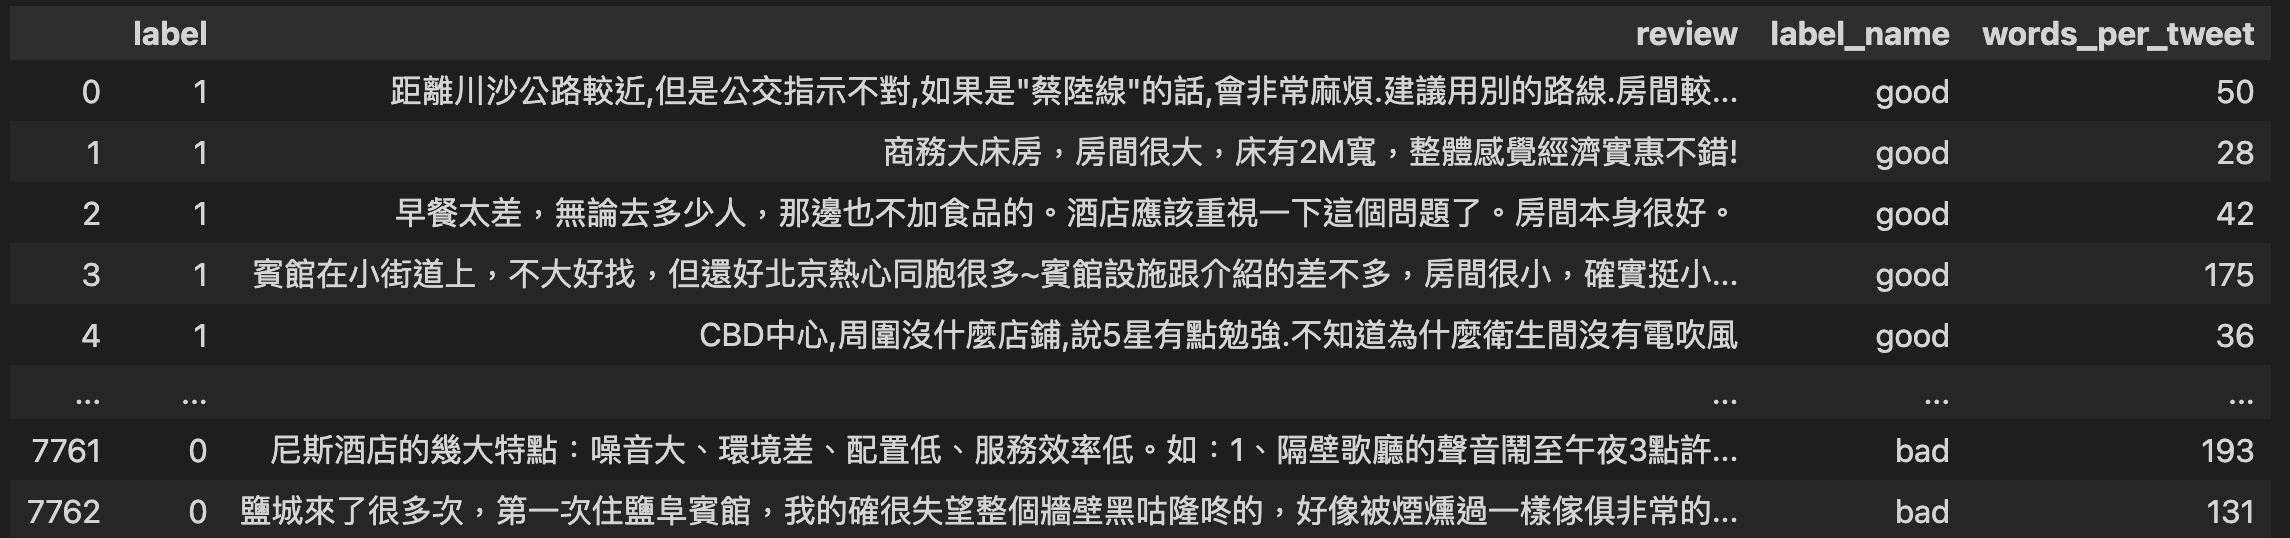 label review label_name words_per_tweet
0 1 距離川沙公路較近,但是公交指示不對,如果是"蔡陸線"的話,會非常麻煩.建議用別的路線.房間較... good 50
1 1 商務大床房，房間很大，床有2M寬，整體感覺經濟實惠不錯! good 28
2 1 早餐太差，無論去多少人，那邊也不加食品的。酒店應該重視一下這個問題了。房間本身很好。 good 42
3 1 賓館在小街道上，不大好找，但還好北京熱心同胞很多~賓館設施跟介紹的差不多，房間很小，確實挺小... good 175
4 1 CBD中心,周圍沒什麼店鋪,說5星有點勉強.不知道為什麼衛生間沒有電吹風 good 36
... ... ... ... ...
7761 0 尼斯酒店的幾大特點：噪音大、環境差、配置低、服務效率低。如：1、隔壁歌廳的聲音鬧至午夜3點許... bad 193
7762 0 鹽城來了很多次，第一次住鹽阜賓館，我的確很失望整個牆壁黑咕隆咚的，好像被煙燻過一樣傢俱非常的... bad 131